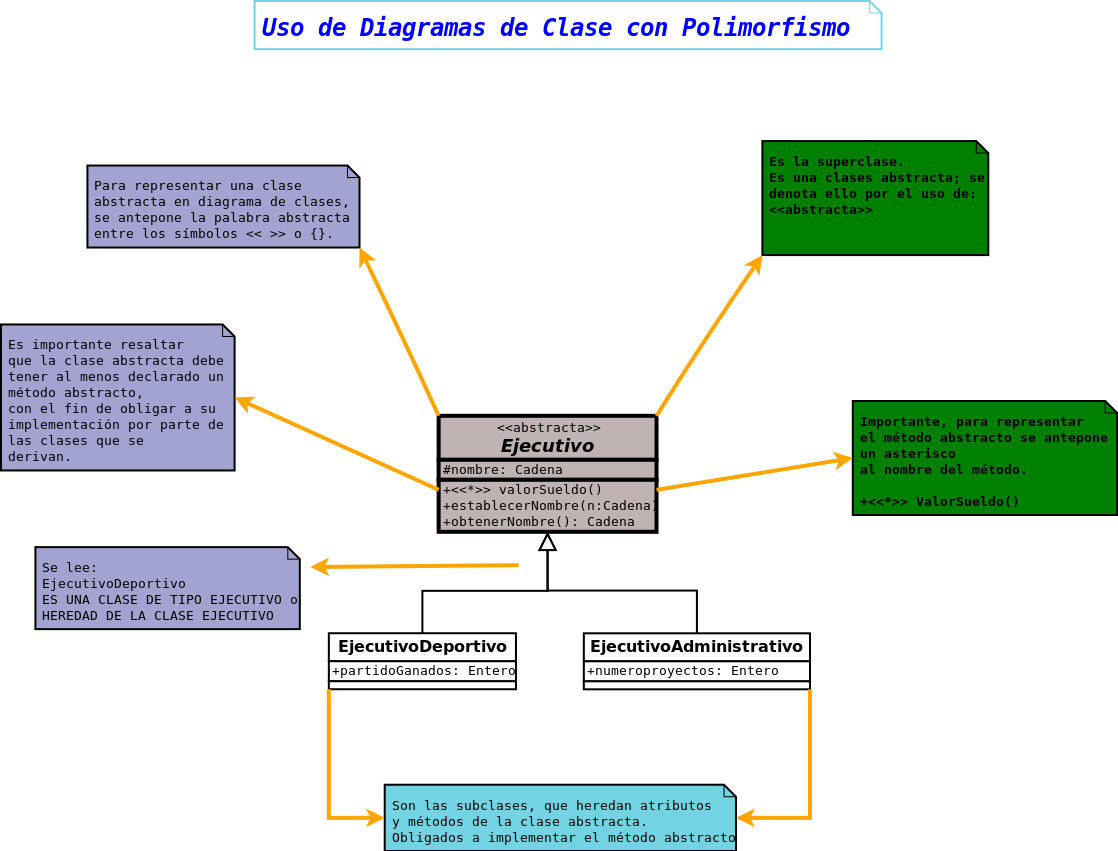 Uso de Diagramas de Clase con Polimorfismo
Es la superclase.
Es una clases abstracta; se
denota ello por el uso de:
<<abstracta>>
Para representar una clase
abstracta en diagrama de clases,
se antepone la palabra abstracta
entre los símbolos << >> o {}.
Es importante resaltar
que la clase abstracta debe
tener al menos declarado un
método abstracto,
con el fin de obligar a su
implementación por parte de
las clases que se
derivan.
Importante, para representar
el método abstracto se antepone
un asterisco
al nombre del método.
+<<*>> ValorSueldo()
<<abstracta>>
Ejecutivo
#nombre: Cadena
+<<*>> valorSueldo()
+establecerNombre(n:Cadena)
+obtenerNombre(): Cadena
Se lee:
EjecutivoDeportivo
ES UNA CLASE DE TIPO EJECUTIVO o
HEREDAD DE LA CLASE EJECUTIVO
EjecutivoDeportivo
+partidoGanados: Entero
EjecutivoAdministrativo
+numeroproyectos: Entero
Son las subclases, que heredan atributos
y métodos de la clase abstracta.
Obligados a implementar el método abstracto